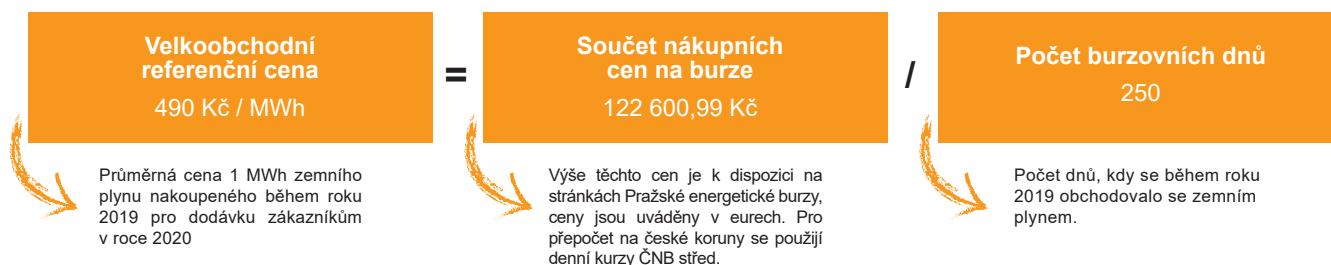 Velkoobchodní
referenční cena
490 Kč / MWh
=
Součet nákupních
cen na burze
122 600,99 Kč
/
Počet burzovních dnů
250
Průměrná cena 1 MWh zemního
plynu nakoupeného během roku
2019 pro dodávku zákazníkům
v roce 2020
Výše těchto cen je k dispozici na
stránkách Pražské energetické burzy,
ceny jsou uváděny v eurech. Pro
přepočet na české koruny se použijí
denní kurzy ČNB střed.
Počet dnů, kdy se během roku
2019 obchodovalo se zemním
plynem.